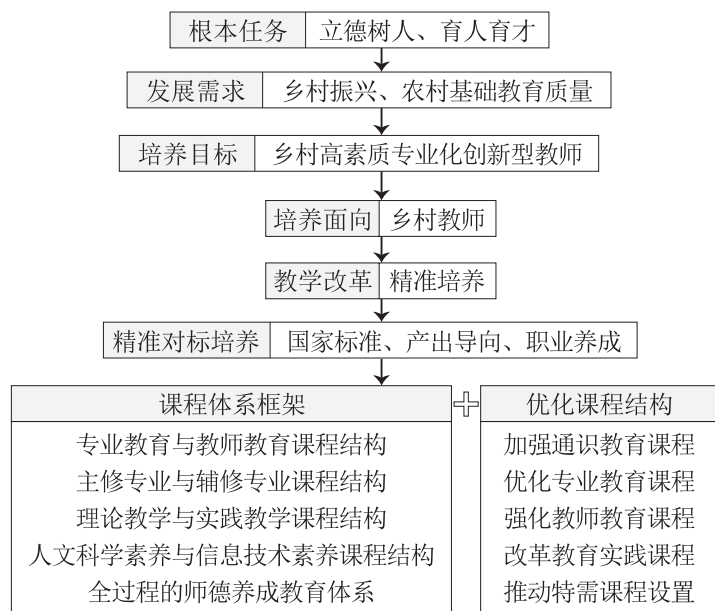 根本任务 立德树人、育人育才
发展需求 乡村振兴、农村基础教育质量
培养目标 乡村高素质专业化创新型教师
培养面向 乡村教师
教学改革 精准培养
精准对标培养 国家标准、产出导向、职业养成
课程体系框架
专业教育与教师教育课程结构
主修专业与辅修专业课程结构
理论教学与实践教学课程结构
人文科学素养与信息技术素养课程结构
全过程的师德养成教育体系
优化课程结构
加强通识教育课程
优化专业教育课程
强化教师教育课程
改革教育实践课程
推动特需课程设置